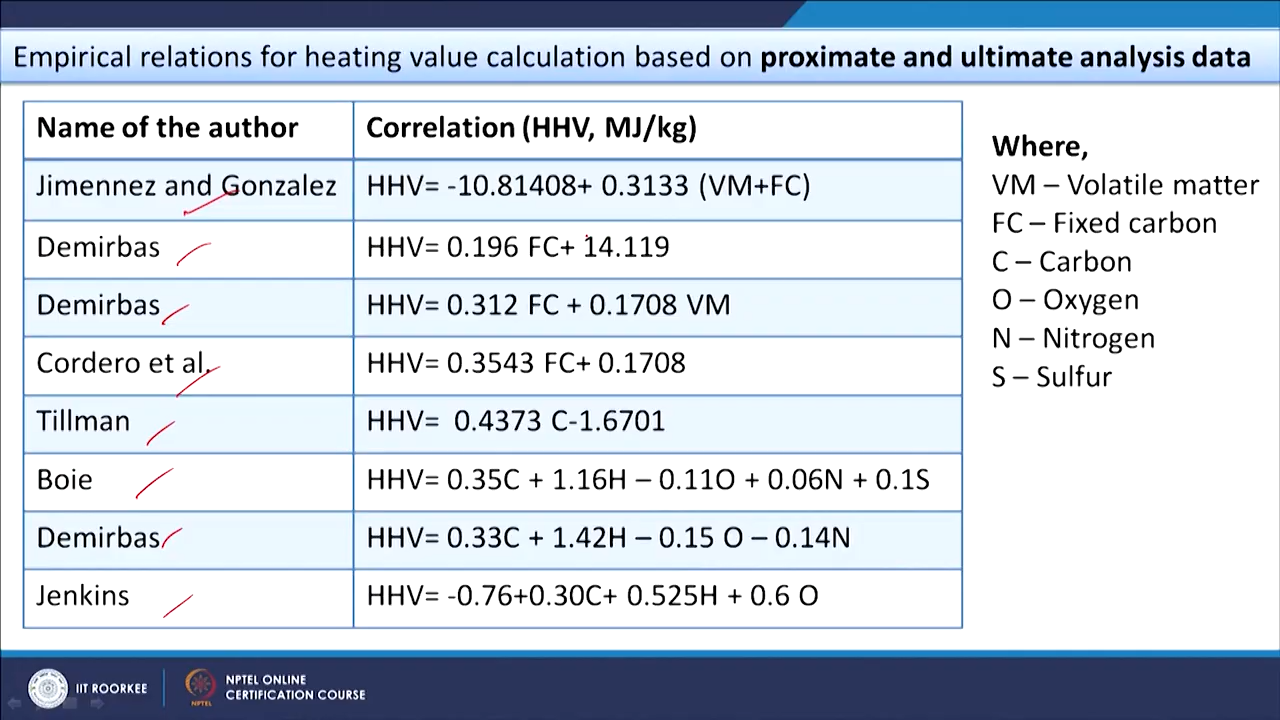 Empirical relations for heating value calculation based on proximate and ultimate analysis data
Name of the author
Correlation (HHV, MJ/kg)
Jimennez and Gonzalez
HHV= -10.81408+ 0.3133 (VM+FC)
Demirbas
HHV= 0.196 FC+ 14.119
Demirbas
HHV= 0.312 FC + 0.1708 VM
Cordero et al.
HHV= 0.3543 FC+ 0.1708
Tillman
HHV= 0.4373 C-1.6701
Boie
HHV= 0.35C + 1.16H – 0.11O + 0.06N + 0.1S
Demirbas
HHV= 0.33C + 1.42H – 0.15 O – 0.14N
Jenkins
HHV= -0.76+0.30C+ 0.525H + 0.6 O
Where,
VM – Volatile matter
FC – Fixed carbon
C – Carbon
O – Oxygen
N – Nitrogen
S – Sulfur
IIT ROORKEE
NPTEL
NPTEL ONLINE
CERTIFICATION COURSE